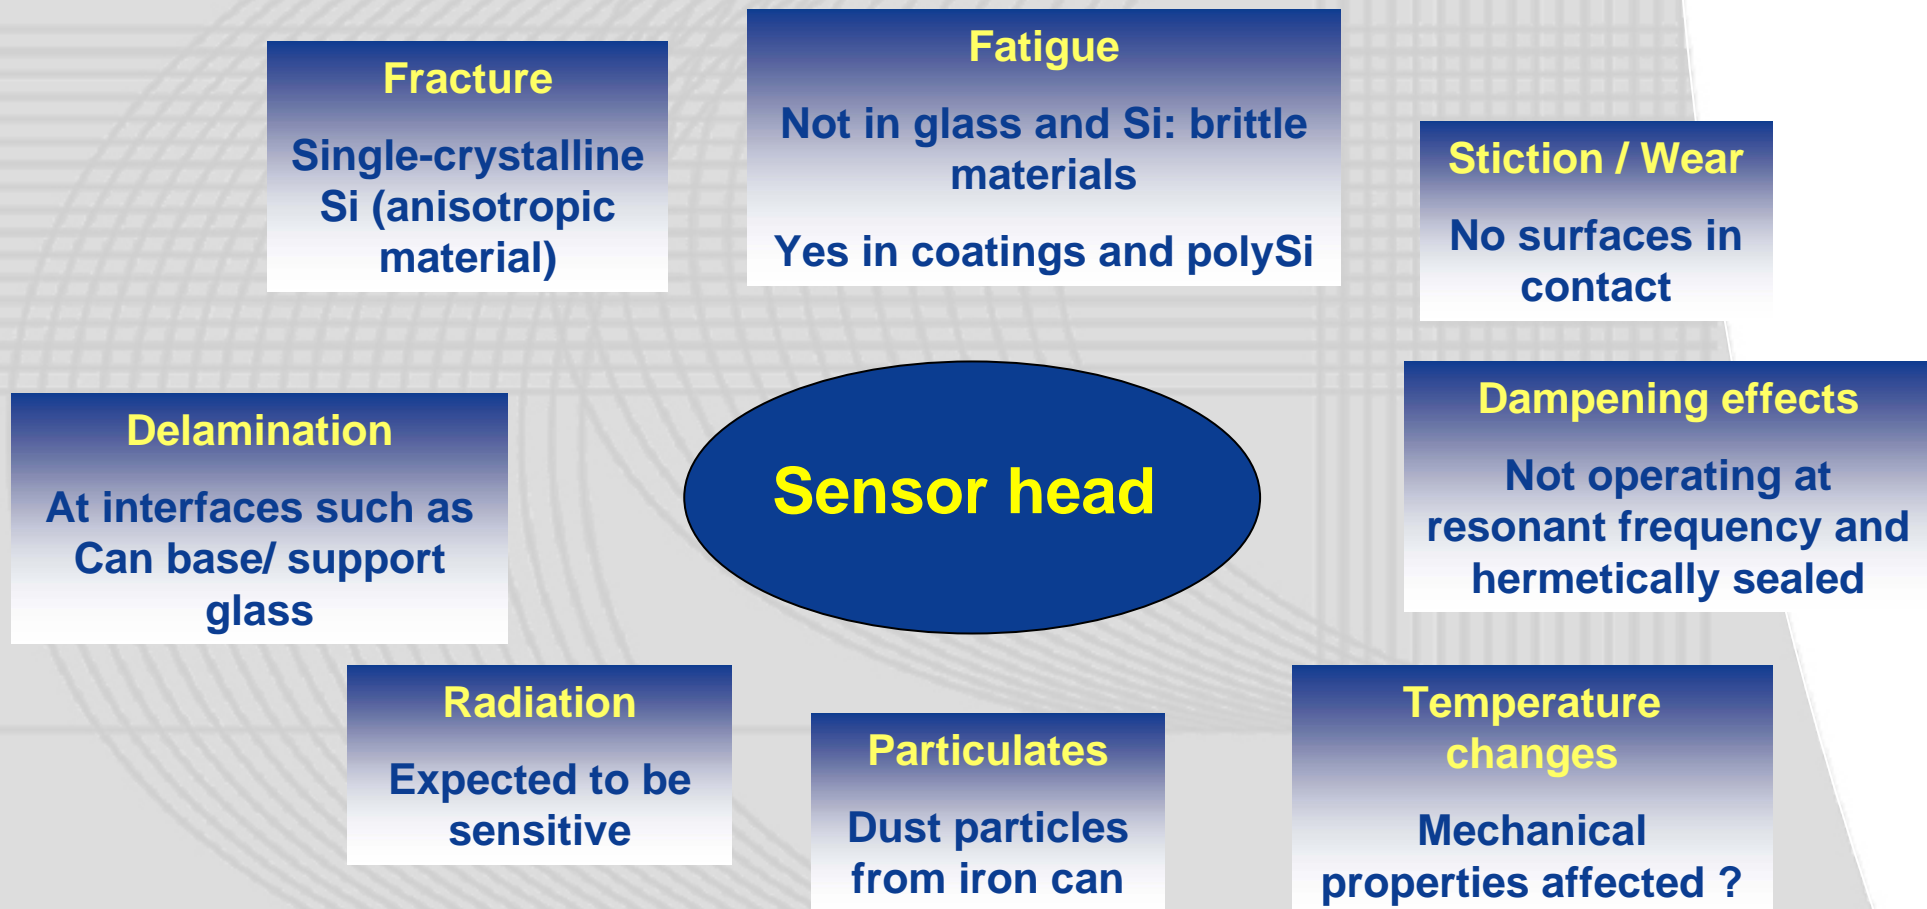 Fracture
Single-crystalline
Si (anisotropic
material)
Fatigue
Not in glass and Si: brittle
materials
Yes in coatings and polySi
Stiction / Wear
No surfaces in
contact
Delamination
At interfaces such as
Can base/ support
glass
Sensor head
Dampening effects
Not operating at
resonant frequency and
hermetically sealed
Radiation
Expected to be
sensitive
Particulates
Dust particles
from iron can
Temperature
changes
Mechanical
properties affected ?